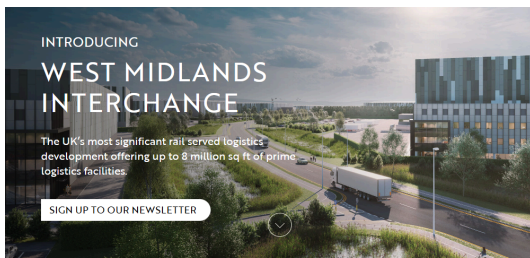 INTRODUCING
WEST MIDLANDS
INTERCHANGE
The UK's most significant rail served logistics
development offering up to 8 million sq ft of prime
logistics facilities.
SIGN UP TO OUR NEWSLETTER